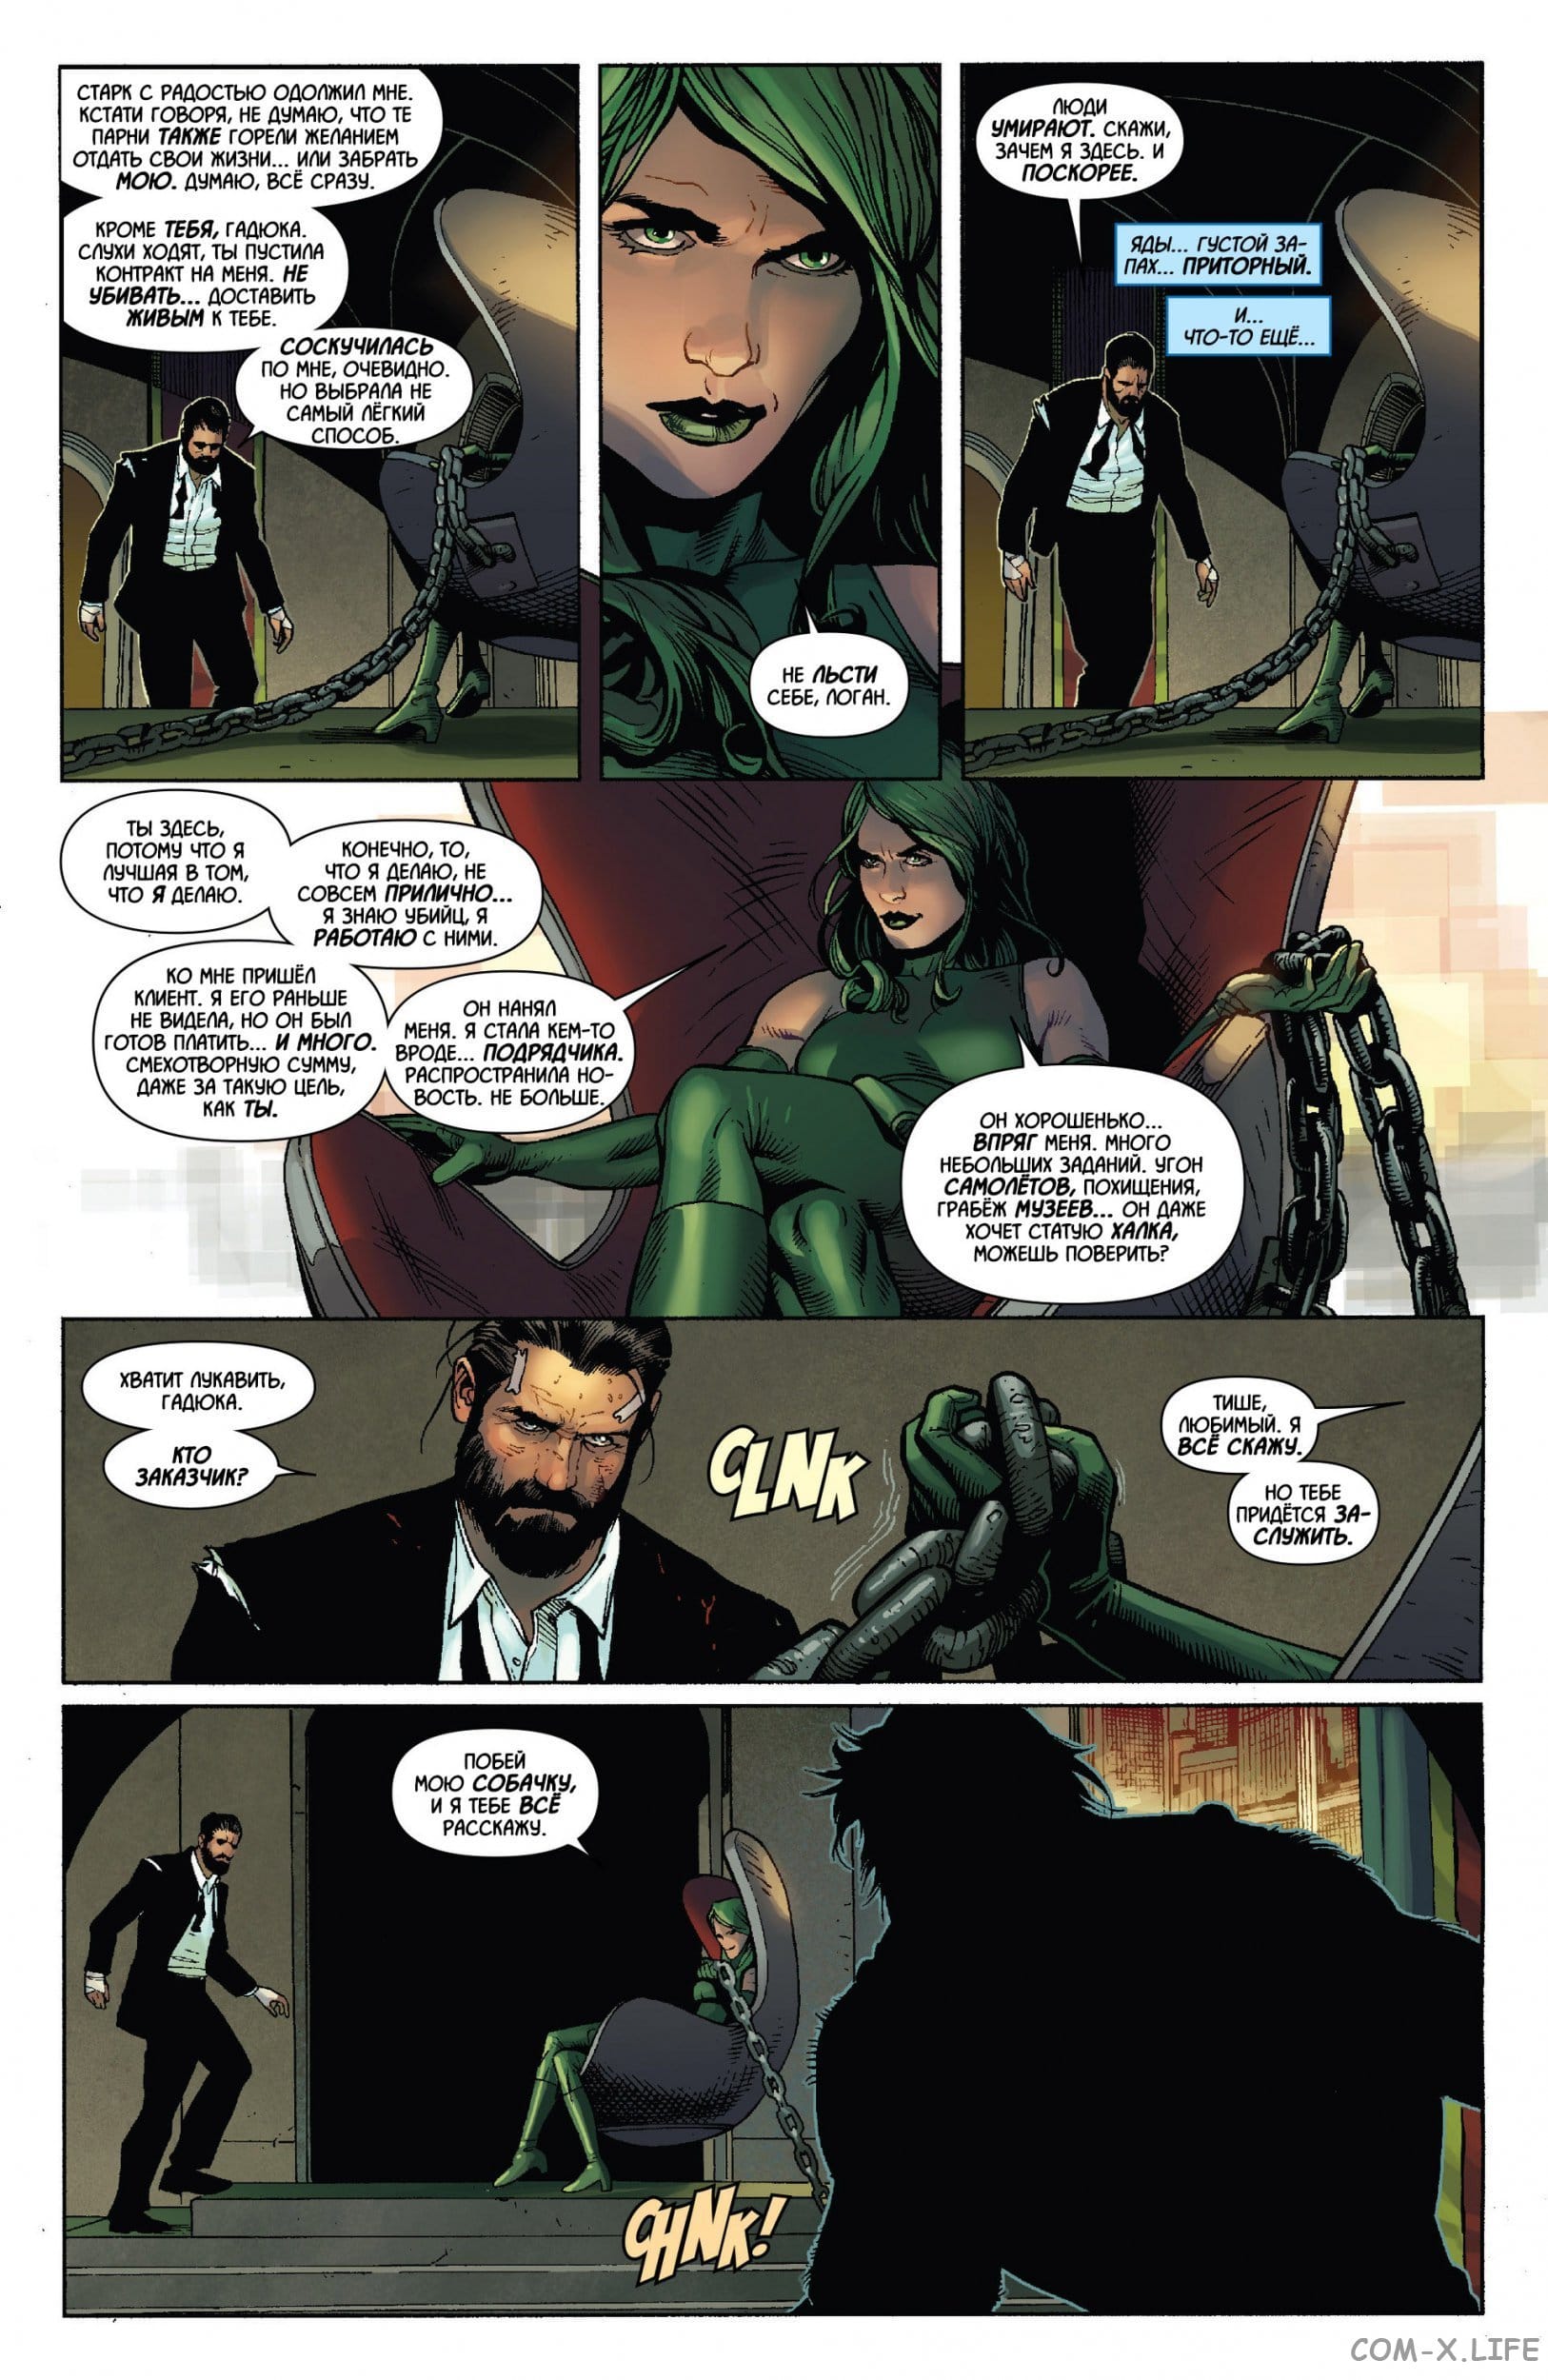 СТАРК С РАДОСТЬЮ ОДОЛЖИЛ МНЕ.
КСТАТИ ГОВОРЯ, НЕ ДУМАЮ, ЧТО ТЕ
ПАРНИ ТАКЖЕ ГОРЕЛИ ЖЕЛАНИЕМ
ОТДАТЬ СВОИ ЖИЗНИ... ИЛИ ЗАБРАТЬ
МОЮ. ДУМАЮ, ВСЁ СРАЗУ.
КРОМЕ ТЕБЯ, ГАДЮКА.
СЛУХИ ХОДЯТ, ТЫ ПУСТИЛА
КОНТРАКТ НА МЕНЯ. НЕ
УБИВАТЬ... ДОСТАВИТЬ
ЖИВЫМ К ТЕБЕ.
СОСКУЧИЛАСЬ
ПО МНЕ, ОЧЕВИДНО.
НО ВЫБРАЛА НЕ
САМЫЙ ЛЁГКИЙ
СПОСОБ.
НЕ ЛЬСТИ
СЕБЕ, ЛОГАН.
ЛЮДИ
УМИРАЮТ. СКАЖИ,
ЗАЧЕМ Я ЗДЕСЬ. И
ПОСКОРЕЕ.
ЯДЫ... ГУСТОЙ ЗА-
ПАХ... ПРИТОРНЫЙ.
И...
ЧТО-ТО ЕЩЁ...
ТЫ ЗДЕСЬ,
ПОТОМУ ЧТО Я
ЛУЧШАЯ В ТОМ,
ЧТО Я ДЕЛАЮ.
КОНЕЧНО, ТО,
ЧТО Я ДЕЛАЮ, НЕ
СОВСЕМ ПРИЛИЧНО...
Я ЗНАЮ УБИЙЦ, Я
РАБОТАЮ С НИМИ.
КО МНЕ ПРИШЁЛ
КЛИЕНТ. Я ЕГО РАНЬШЕ
НЕ ВИДЕЛА, НО ОН БЫЛ
ГОТОВ ПЛАТИТЬ... И МНОГО.
СМЕХОТВОРНУЮ СУММУ,
ДАЖЕ ЗА ТАКУЮ ЦЕЛЬ,
КАК ТЫ.
ОН НАНЯЛ
МЕНЯ. Я СТАЛА КЕМ-ТО
ВРОДЕ... ПОДРЯДЧИКА.
РАСПРОСТРАНИЛА НО-
ВОСТЬ. НЕ БОЛЬШЕ.
ОН ХОРОШЕНЬКО...
ВПРЯГ МЕНЯ. МНОГО
НЕБОЛЬШИХ ЗАДАНИЙ. УГОН
САМОЛЁТОВ, ПОХИЩЕНИЯ,
ГРАБЁЖ МУЗЕЕВ... ОН ДАЖЕ
ХОЧЕТ СТАТУЮ ХАЛКА,
МОЖЕШЬ ПОВЕРИТЬ?
ХВАТИТ ЛУКАВИТЬ,
ГАДЮКА.
КТО
ЗАКАЗЧИК?
CLNK
ТИШЕ,
ЛЮБИМЫЙ. Я
ВСЁ СКАЖУ.
НО ТЕБЕ
ПРИДЁТСЯ ЗА-
СЛУЖИТЬ.
ПОБЕЙ
МОЮ СОБАЧКУ,
И Я ТЕБЕ ВСЁ
РАССКАЖУ.
CHNK!
COM-X.LIFE